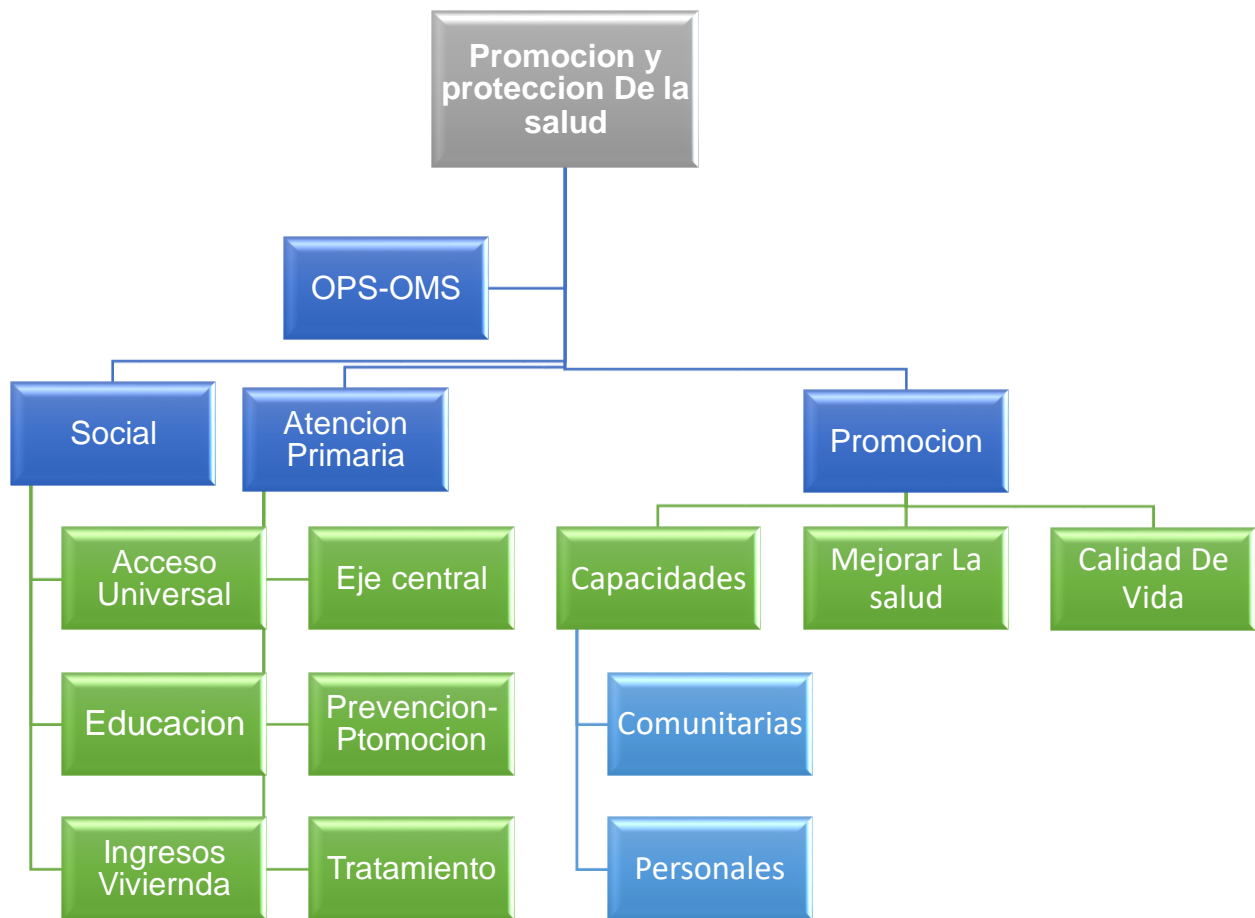 Promocion y
proteccion De la
salud
OPS-OMS
Social
Atencion
Primaria
Promocion
Acceso
Universal
Eje central
Capacidades
Mejorar La
salud
Calidad De
Vida
Educacion
Prevencion-
Ptomocion
Comunitarias
Ingresos
Viviernda
Tratamiento
Personales